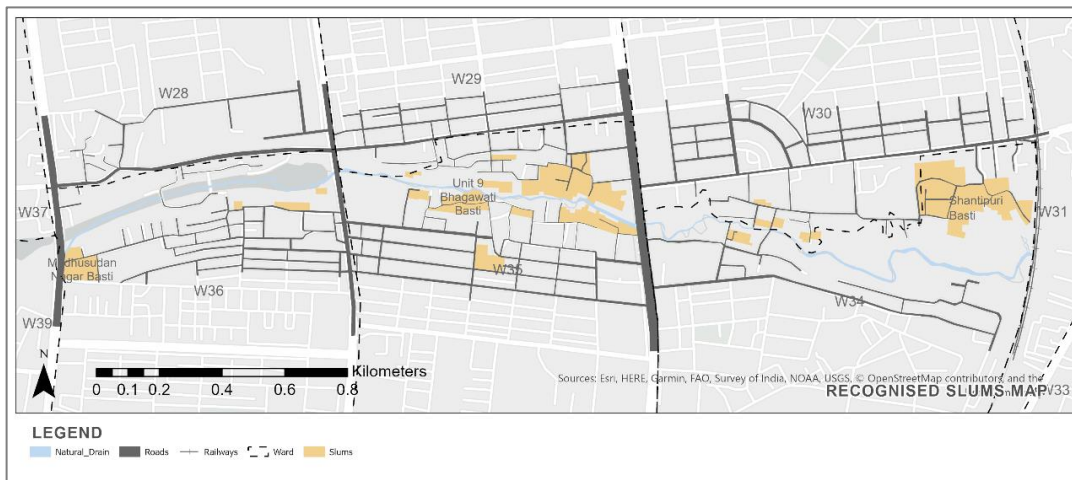 W28
W29
W30
W37
Unit 9
Bhagawati
Basti
Shantipuri
Basti
W31
Madhusudan
Nagar Basti
W36
W35
W34
W39
N
Kilometers
0 0.1 0.2 0.4 0.6 0.8
Sources: Esri, HERE, Garmin, FAO, Survey of India, NOAA, USGS, © OpenStreetMap contributors, and the
RECOGNISED SLUMS MAP
W33
LEGEND
Natural_Drain Roads Railways Ward Slums